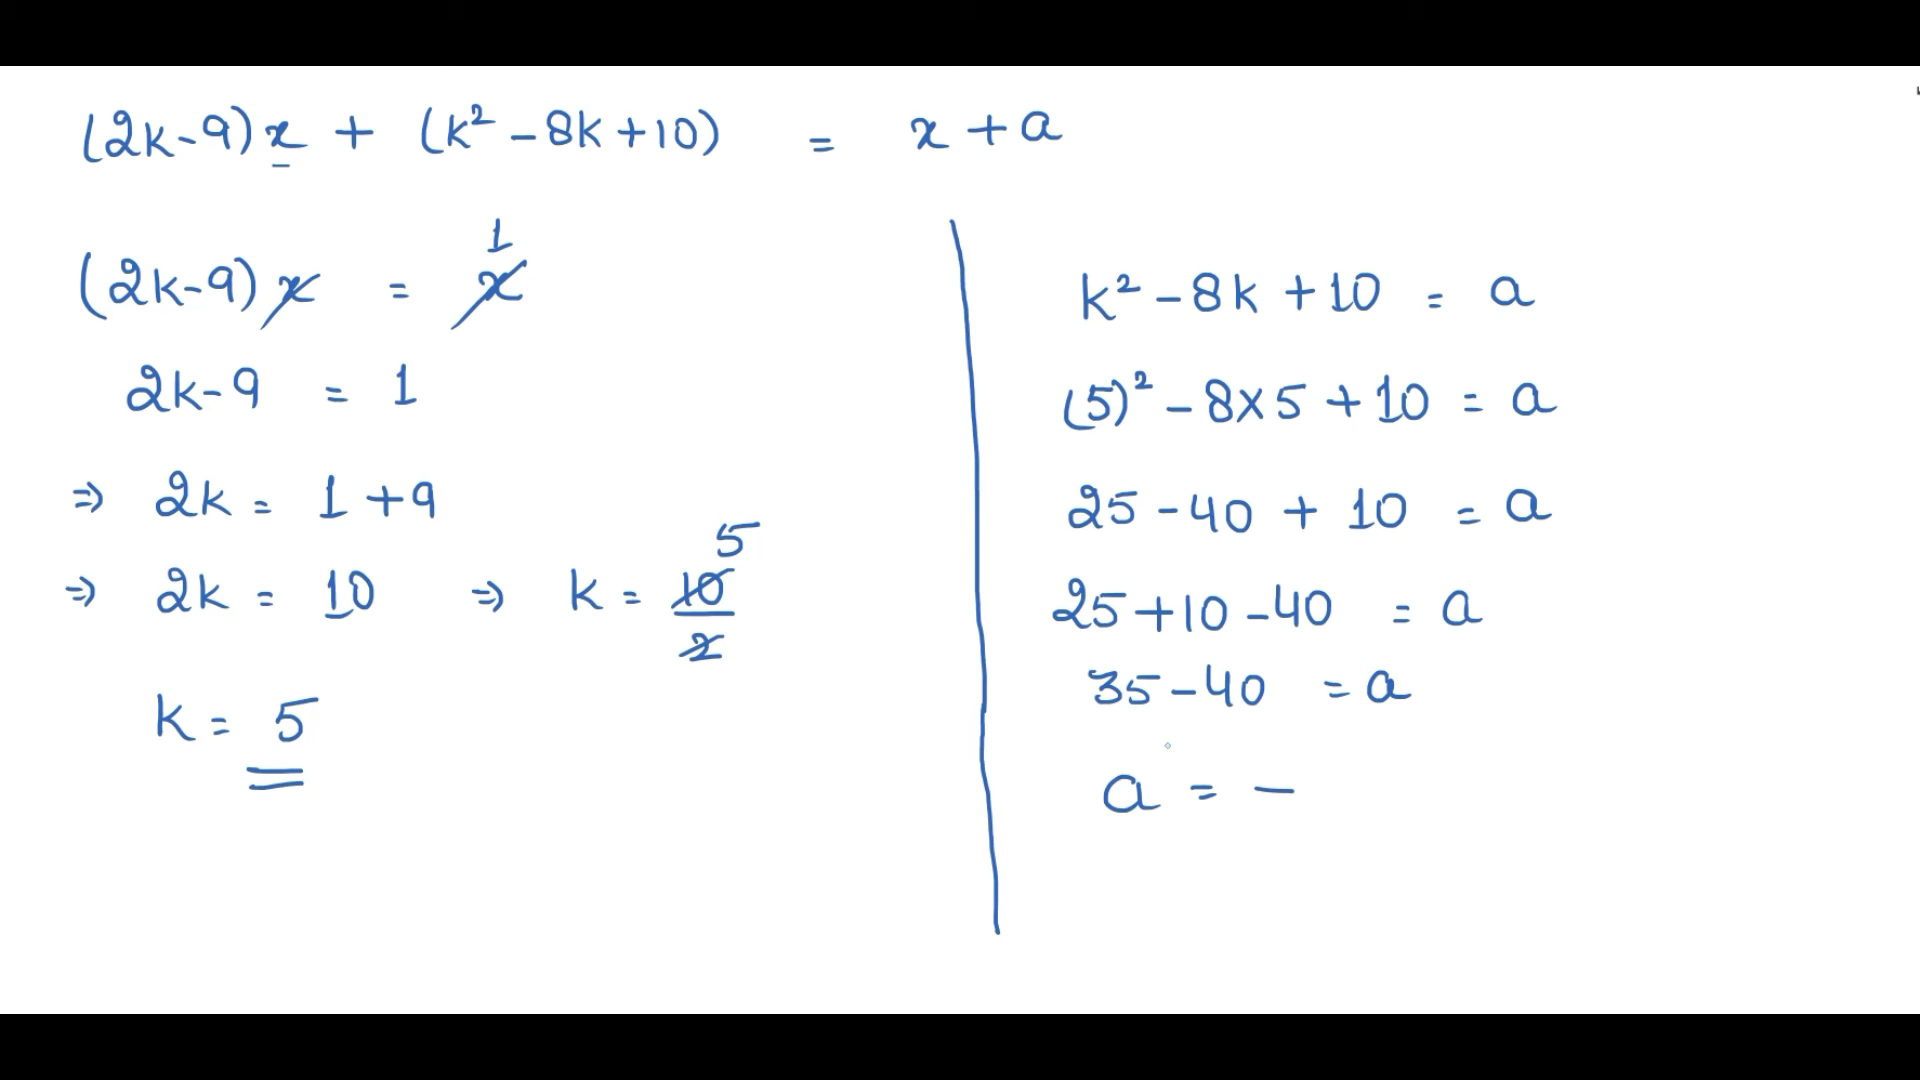 (2k-9)x + (k² - 8k + 10) = x + a
(2k-9)x = x 1
2k-9 = 1
⇒ 2k = 1 + 9
⇒ 2k = 10 ⇒ k = 10/2 5
k = 5
k² - 8k + 10 = a
(5)² - 8×5 + 10 = a
25 - 40 + 10 = a
25 + 10 - 40 = a
35 - 40 = a
a = -